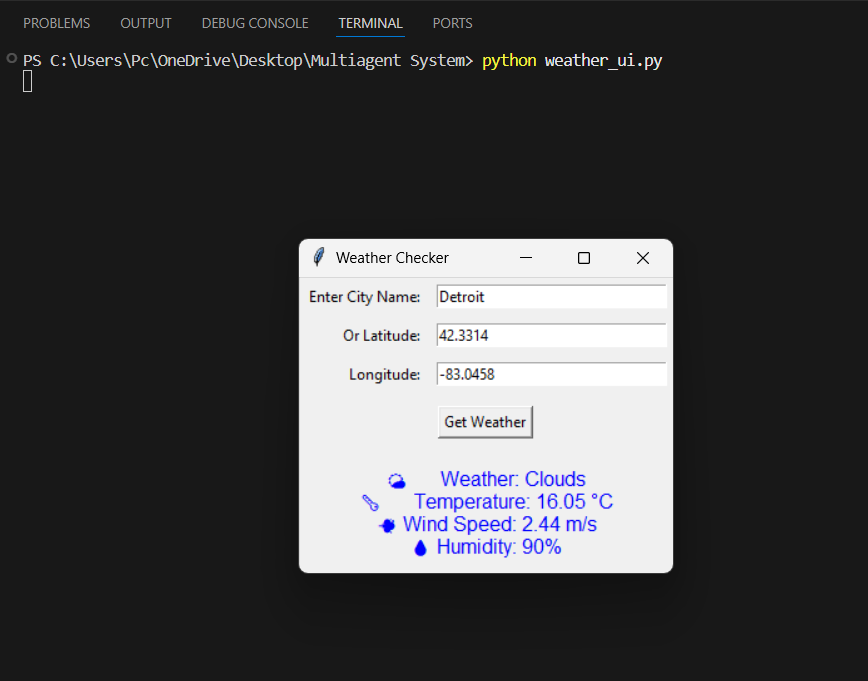 PROBLEMS OUTPUT DEBUG CONSOLE TERMINAL PORTS
PS C:\Users\Pc\OneDrive\Desktop\Multiagent System> python weather_ui.py
Weather Checker
Enter City Name: Detroit
Or Latitude: 42.3314
Longitude: -83.0458
Get Weather
Weather: Clouds
Temperature: 16.05 °C
Wind Speed: 2.44 m/s
Humidity: 90%